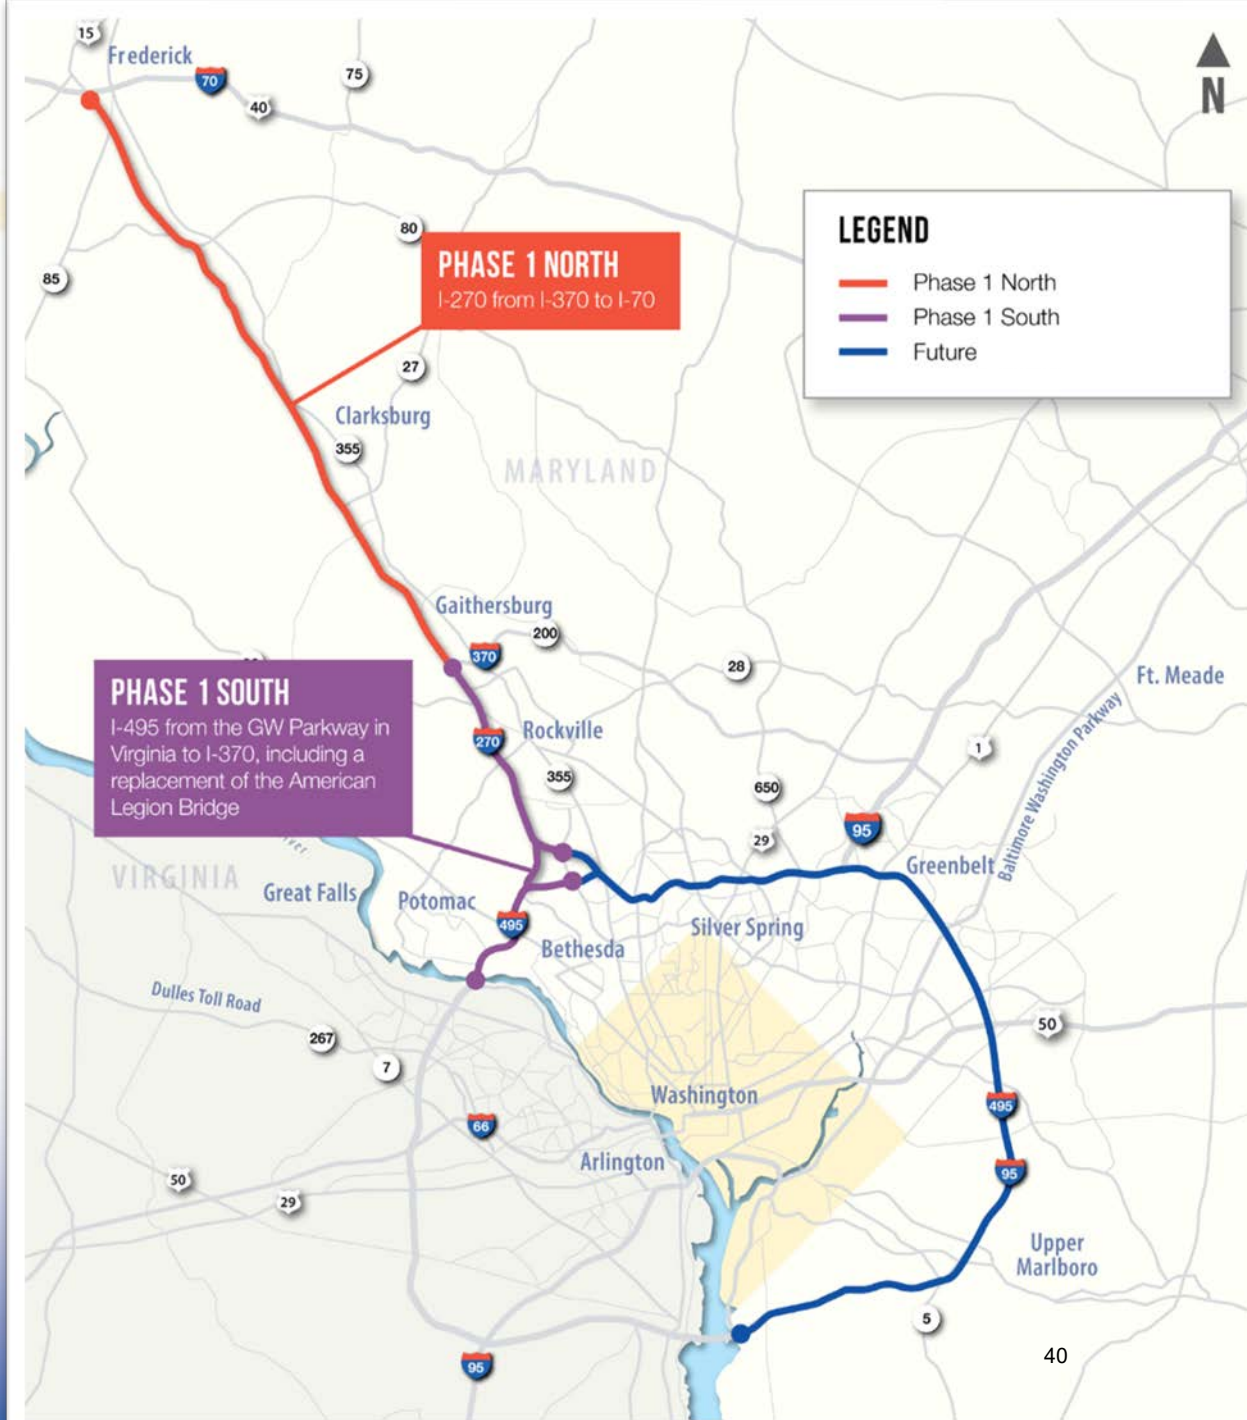 15
Frederick
70
75
40
N
80
85
PHASE 1 NORTH
I-270 from I-370 to I-70
LEGEND
Phase 1 North
Phase 1 South
Future
27
Clarksburg
355
MARYLAND
Gaithersburg
200
370
28
Ft. Meade
PHASE 1 SOUTH
I-495 from the GW Parkway in
Virginia to I-370, including a
replacement of the American
Legion Bridge
270
Rockville
355
1
Baltimore Washington Parkway
650
29
95
Greenbelt
VIRGINIA
Great Falls
Potomac
495
Silver Spring
Bethesda
Dulles Toll Road
267
7
50
Washington
495
66
Arlington
95
50
29
Upper
Marlboro
5
95
40